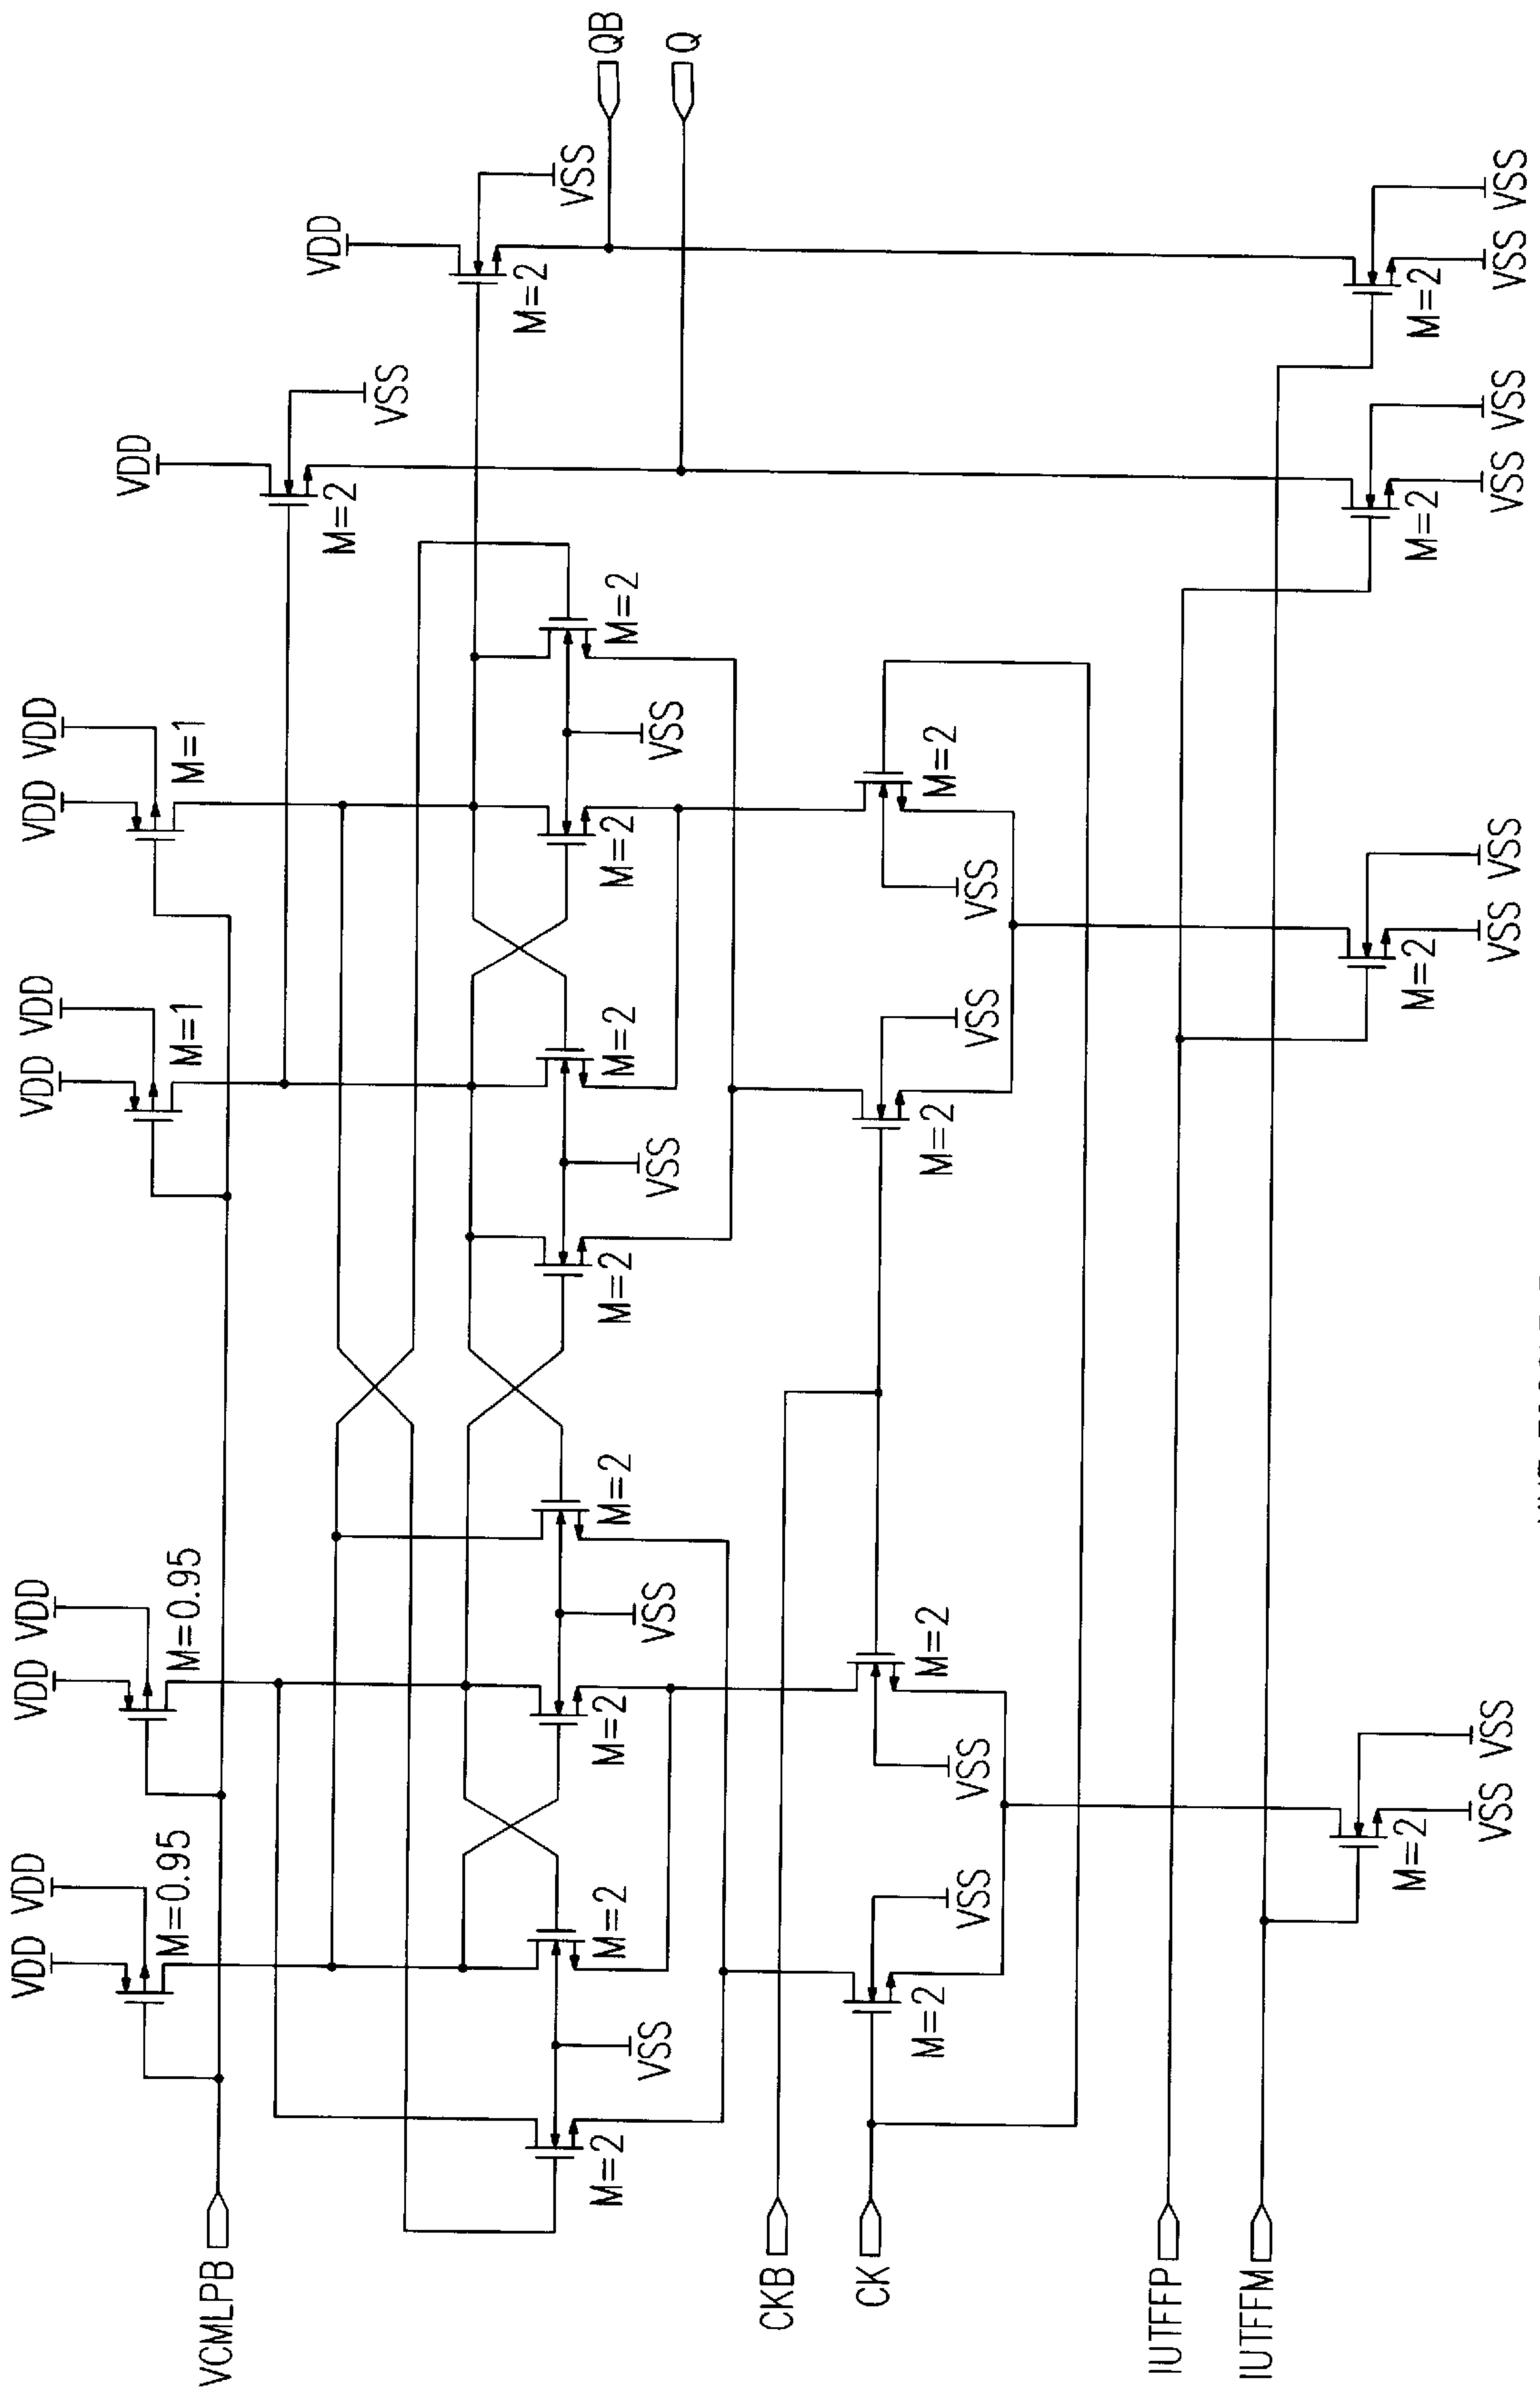 VDD VDD VDD VDD VDD VDD VDD VDD
VDD
M=0.95 M=0.95 M=1 M=1
VCMLPB
VDD
M=2
VSS
M=2
VSS
QB
M=2 M=2 M=2 M=2 M=2 M=2 M=2 M=2
VSS VSS VSS VSS
Q
CKB
CK
M=2 M=2 M=2 M=2
VSS VSS VSS VSS
IUTFFP
IUTFFM
M=2 M=2 M=2 M=2
VSS VSS VSS VSS VSS VSS VSS VSS